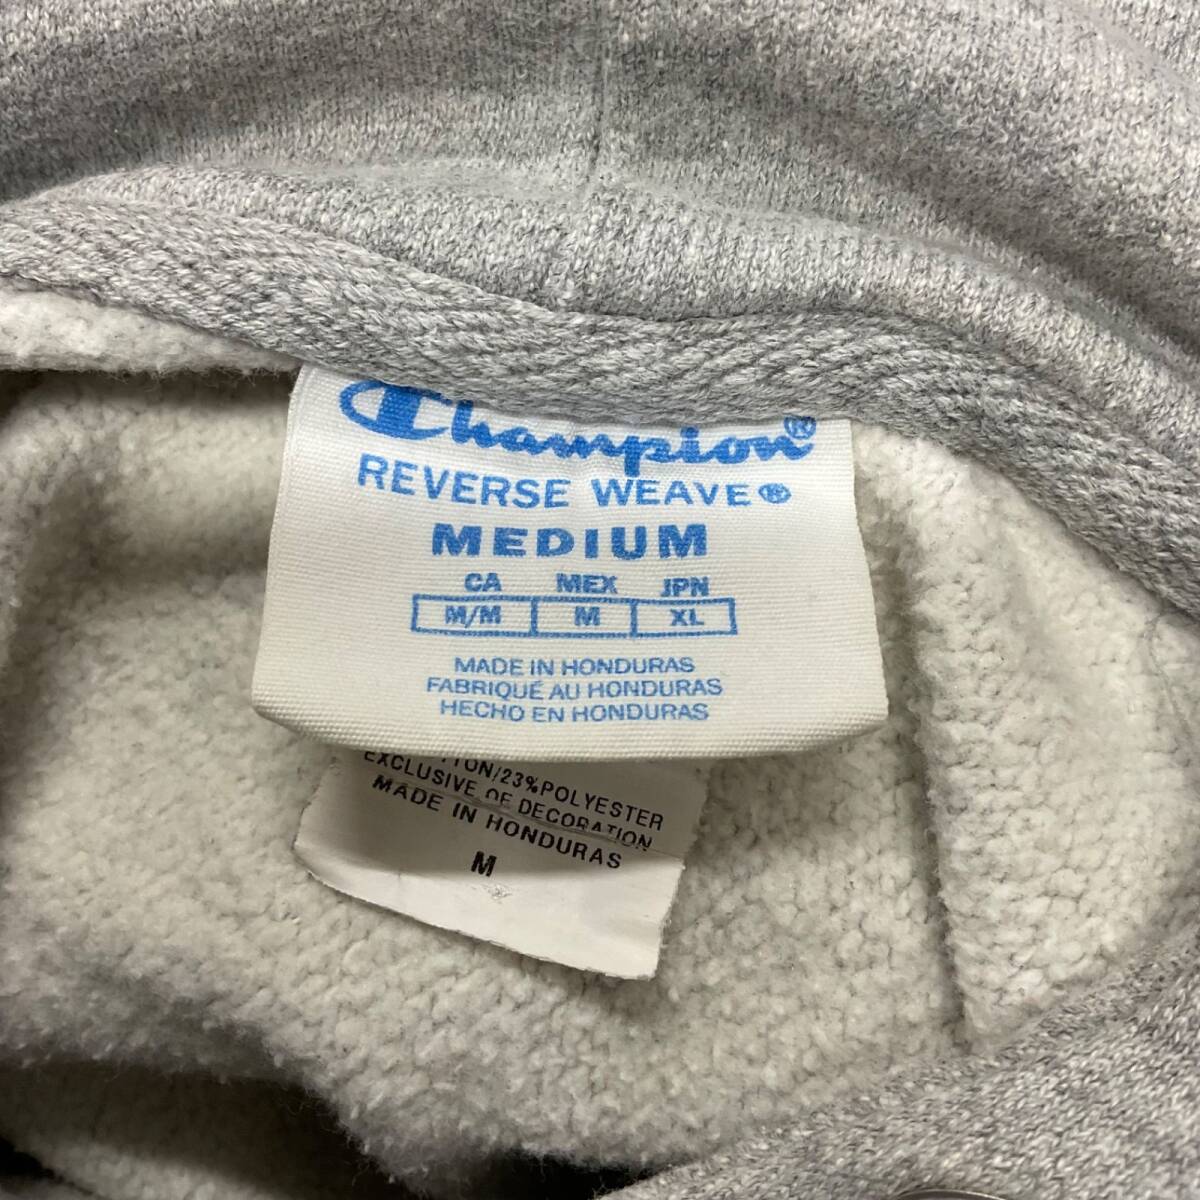 Champion®
REVERSE WEAVE®
MEDIUM
CA MEX JPN
M/M M XL
MADE IN HONDURAS
FABRIQUÉ AU HONDURAS
HECHO EN HONDURAS
/23%POLYESTER
EXCLUSIVE OF DECORATION
MADE IN HONDURAS
M